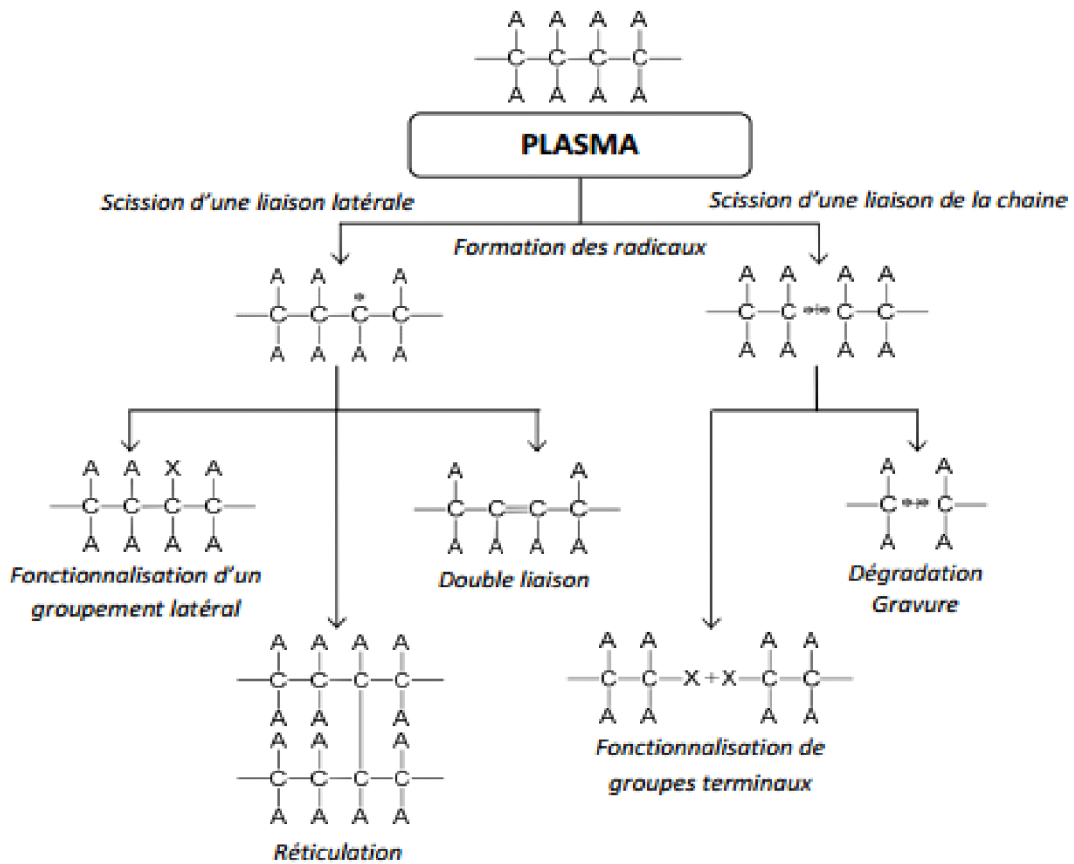 A A A A
C C C C
A A A A
PLASMA
Scission d'une liaison latérale
Scission d'une liaison de la chaine
Formation des radicaux
A A A
C C C C
A A A A
A A A A
C C C C
A A A A
A A X A
C C C C
A A A A
Fonctionnalisation d'un
groupement latéral
A A
C C C C
A A A A
Double liaison
A A
C C
A A
Dégradation
Gravure
A A A A
C C C C
A A A
A A A
C C C C
A A A A
Réticulation
A A A A
C C X + X C C
A A A A
Fonctionnalisation de
groupes terminaux